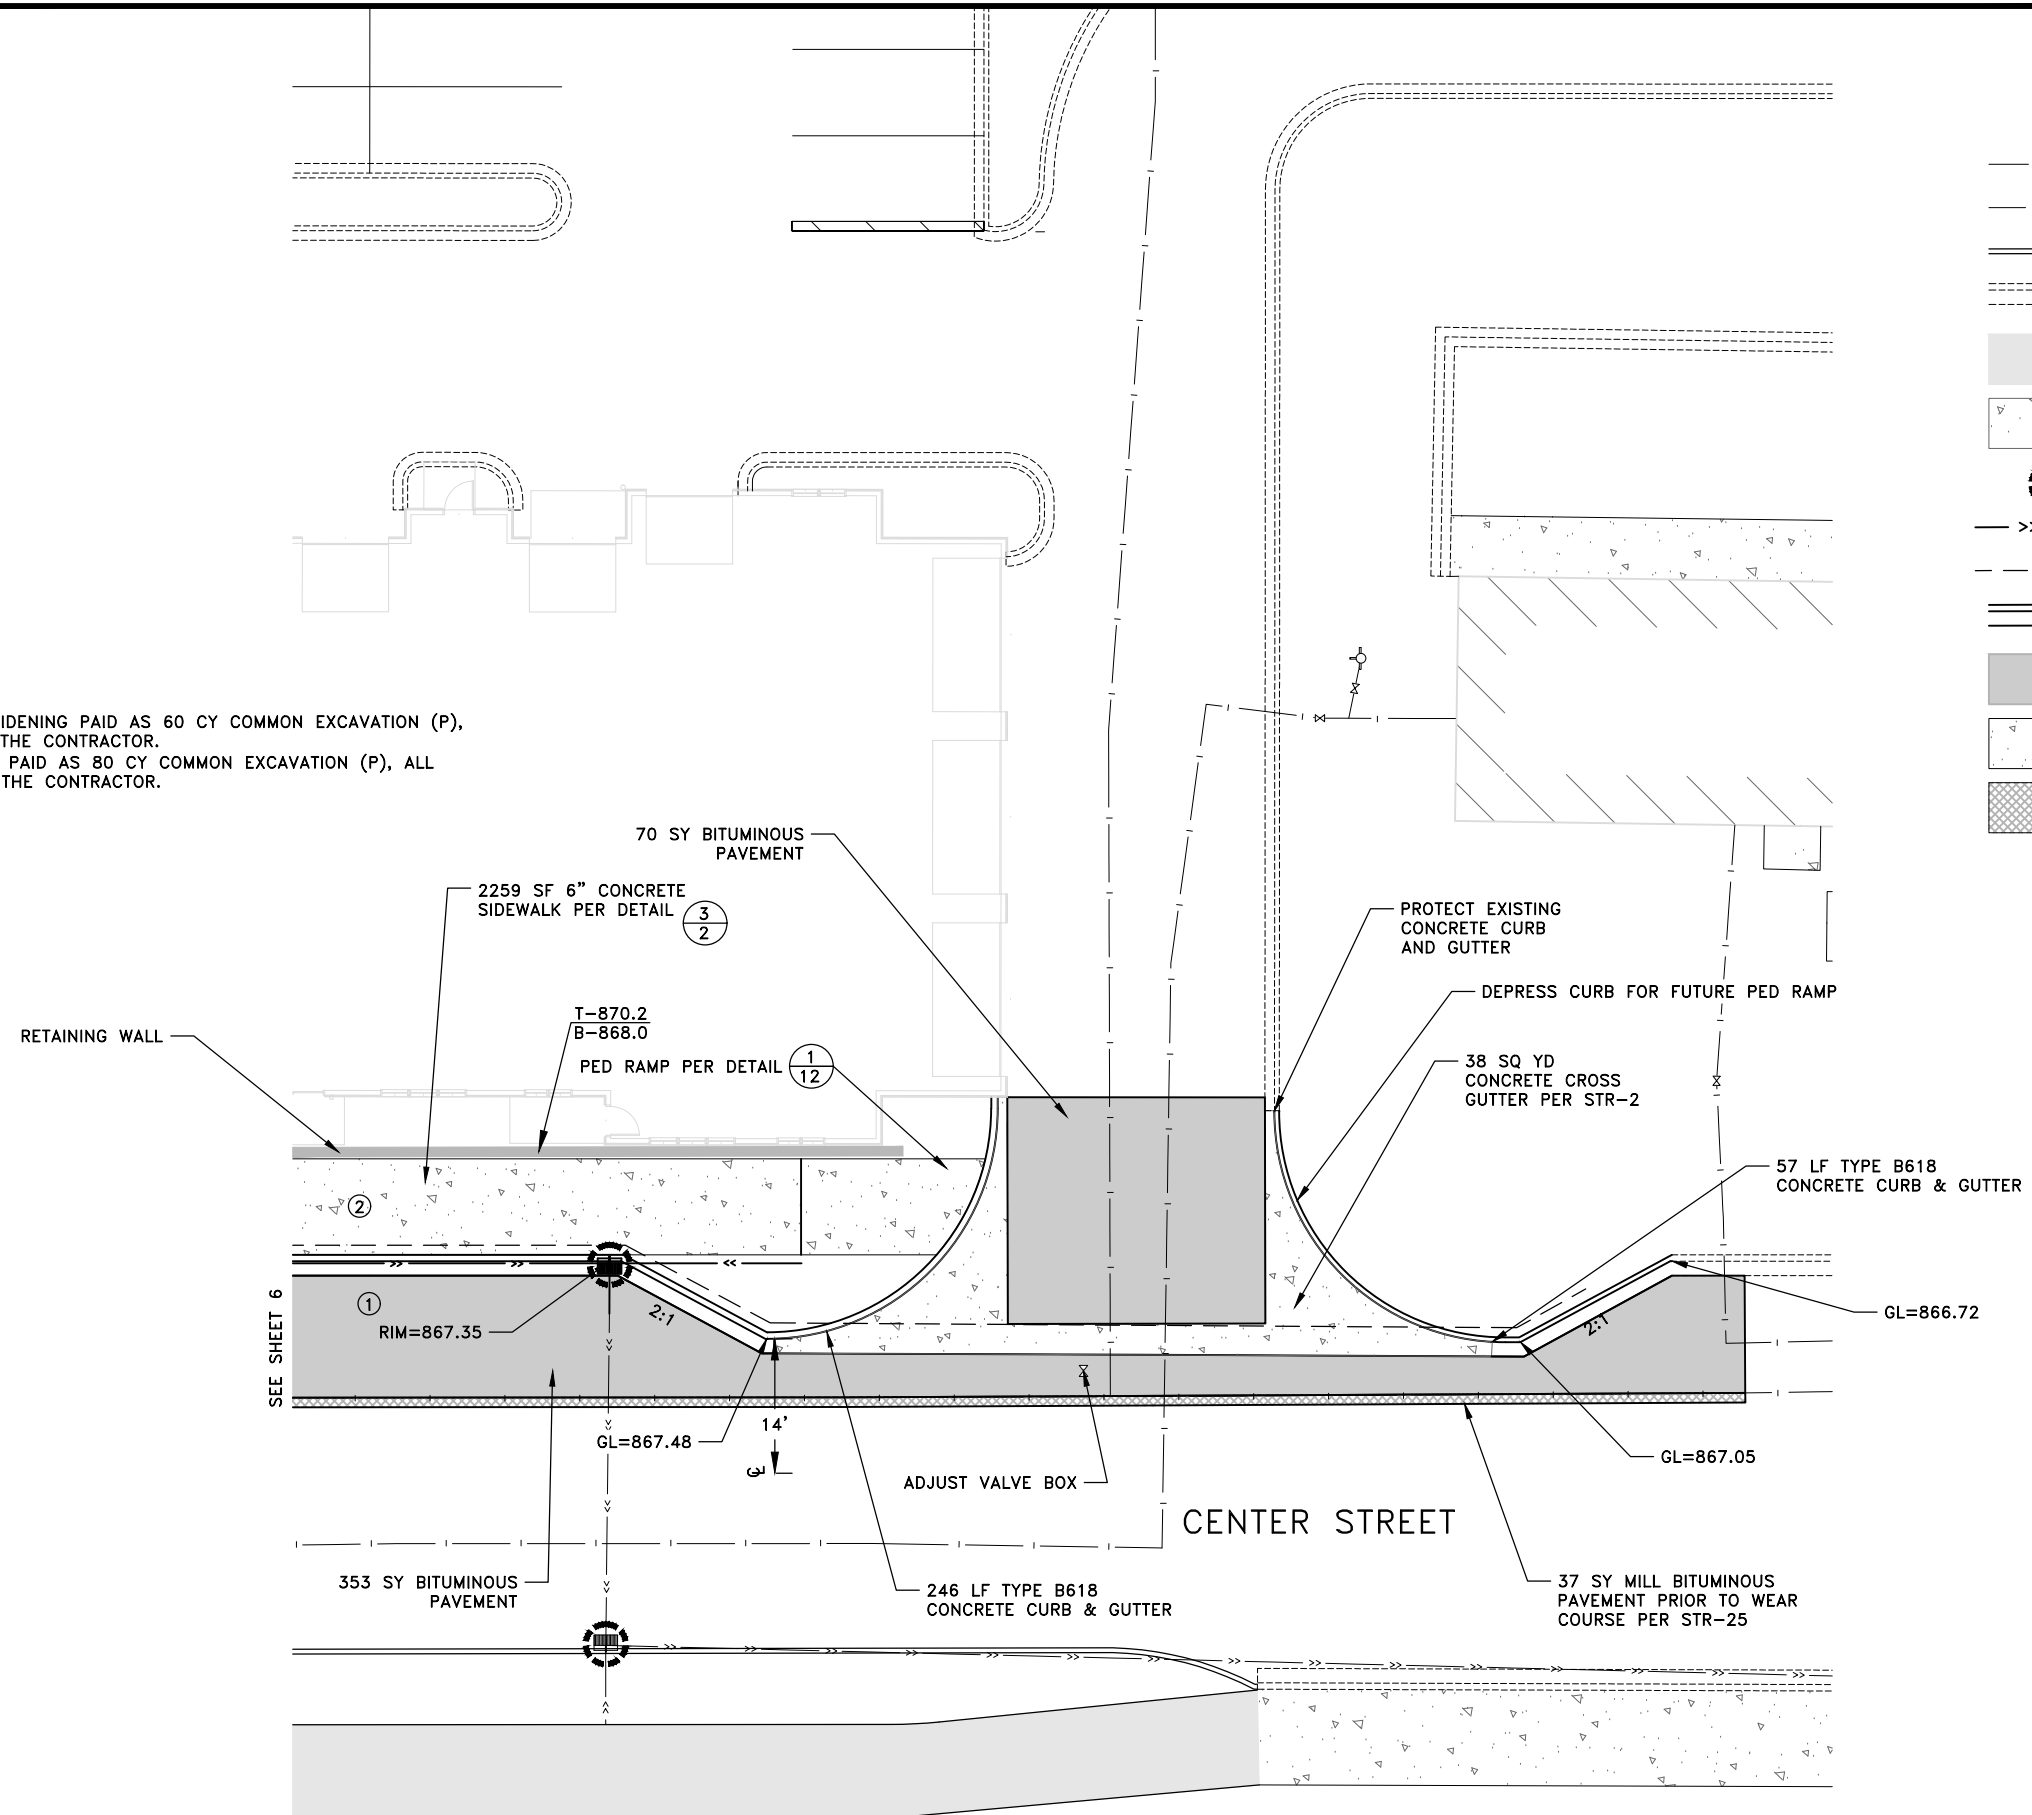 IDENING PAID AS 60 CY COMMON EXCAVATION (P),
THE CONTRACTOR.
PAID AS 80 CY COMMON EXCAVATION (P), ALL
THE CONTRACTOR.
70 SY BITUMINOUS
PAVEMENT
2259 SF 6" CONCRETE
SIDEWALK PER DETAIL
3
2
PROTECT EXISTING
CONCRETE CURB
AND GUTTER
DEPRESS CURB FOR FUTURE PED RAMP
T-870.2
B-868.0
RETAINING WALL
PED RAMP PER DETAIL
1
12
38 SQ YD
CONCRETE CROSS
GUTTER PER STR-2
57 LF TYPE B618
CONCRETE CURB & GUTTER
2
1
2:1
RIM=867.35
2:1
GL=866.72
SEE SHEET 6
14'
GL=867.48
GL=867.05
ADJUST VALVE BOX
CENTER STREET
353 SY BITUMINOUS
PAVEMENT
246 LF TYPE B618
CONCRETE CURB & GUTTER
37 SY MILL BITUMINOUS
PAVEMENT PRIOR TO WEAR
COURSE PER STR-25